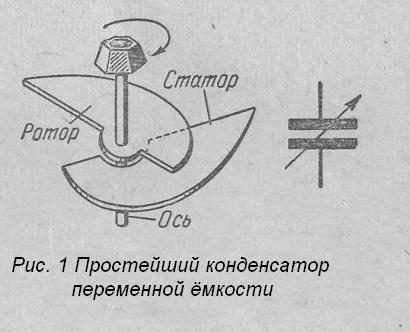 Статор
Ротор
Ось
Рис. 1 Простейший конденсатор
переменной ёмкости